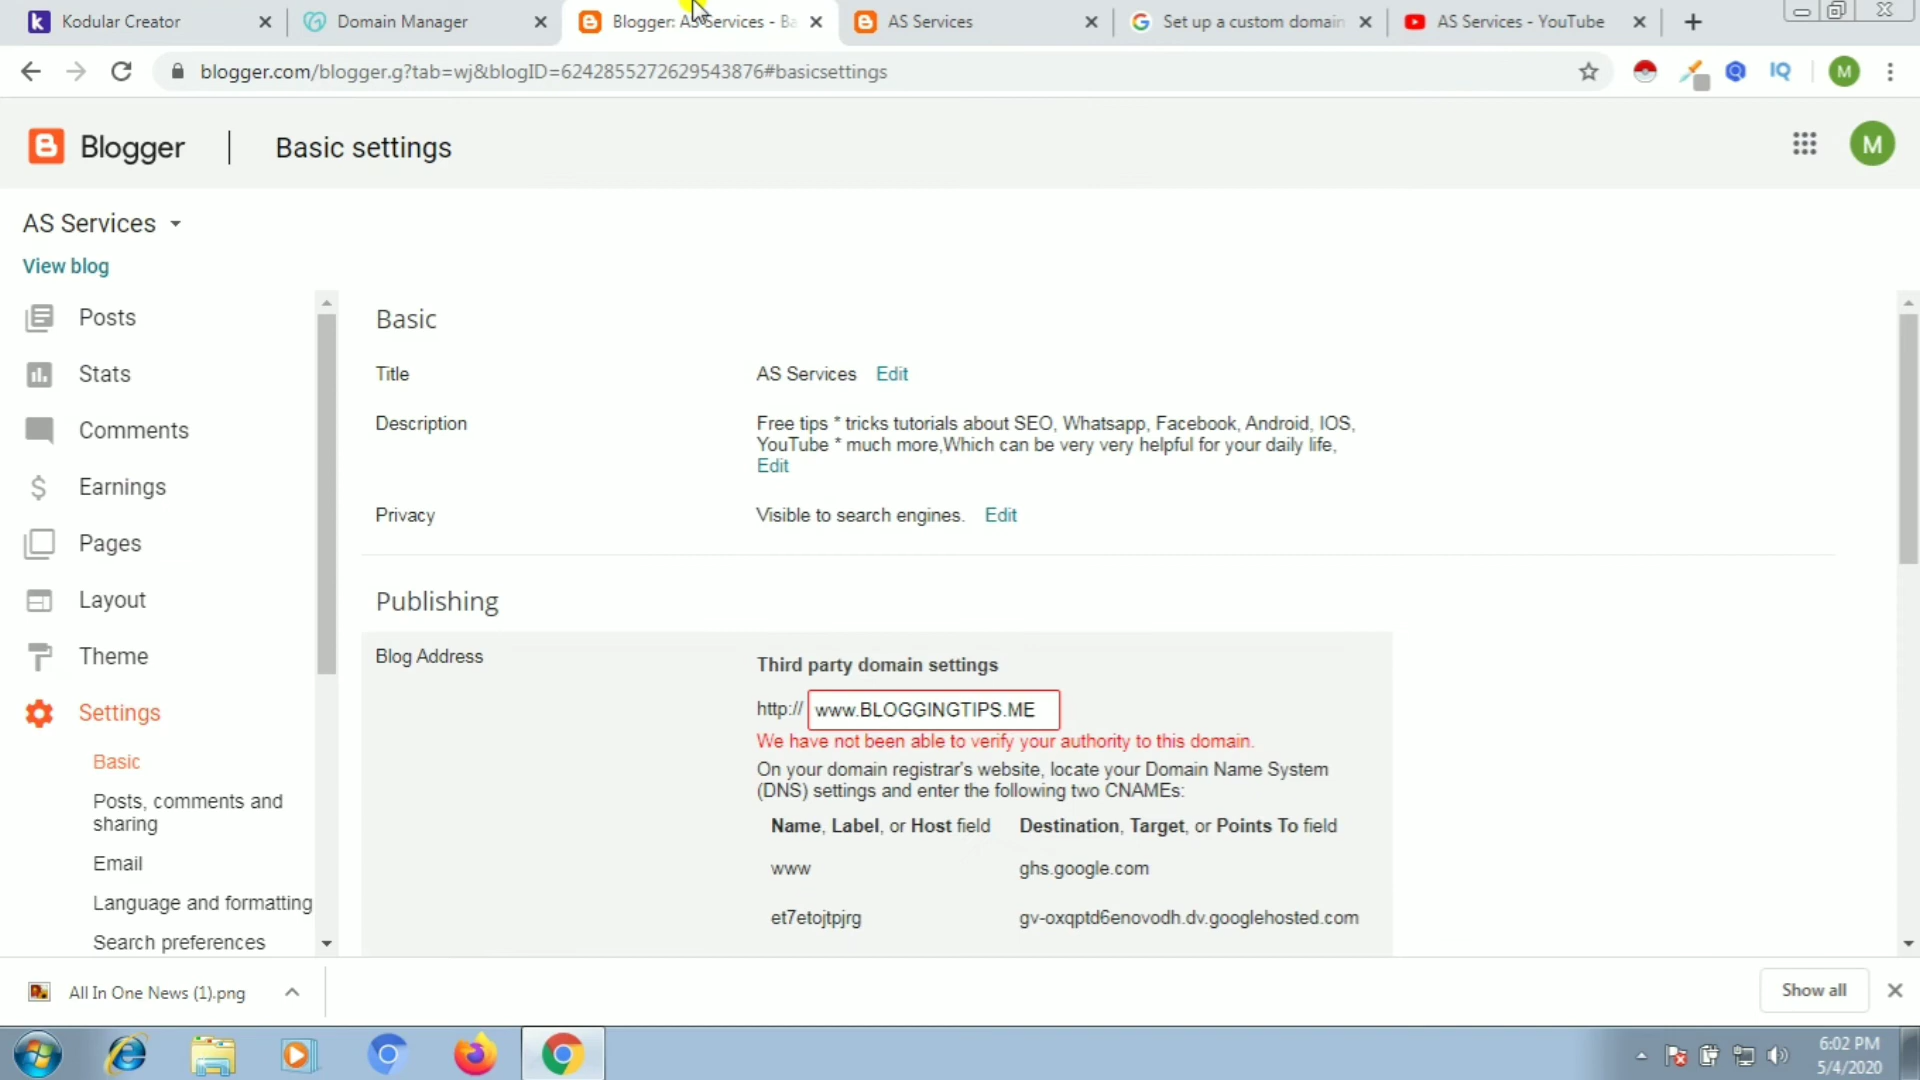 Kodular Creator
Domain Manager
Blogger: AS Services - Ba
AS Services
Set up a custom domain
AS Services - YouTube
blogger.com/blogger.g?tab=wj&blogID=6242855272629543876#basicsettings
IQ
M
Blogger
Basic settings
M
AS Services
View blog
Posts
Stats
Comments
Earnings
Pages
Layout
Theme
Settings
Basic
Posts, comments and
sharing
Email
Language and formatting
Search preferences
Basic
Title
AS Services Edit
Description
Free tips * tricks tutorials about SEO, Whatsapp, Facebook, Android, IOS,
YouTube * much more,Which can be very very helpful for your daily life,
Edit
Privacy
Visible to search engines. Edit
Publishing
Blog Address
Third party domain settings
http:// www.BLOGGINGTIPS.ME
We have not been able to verify your authority to this domain.
On your domain registrar's website, locate your Domain Name System
(DNS) settings and enter the following two CNAMEs:
Name, Label, or Host field Destination, Target, or Points To field
www ghs.google.com
et7etojtpjrg gv-oxqptd6enovodh.dv.googlehosted.com
All In One News (1).png
Show all
6:02 PM
5/4/2020